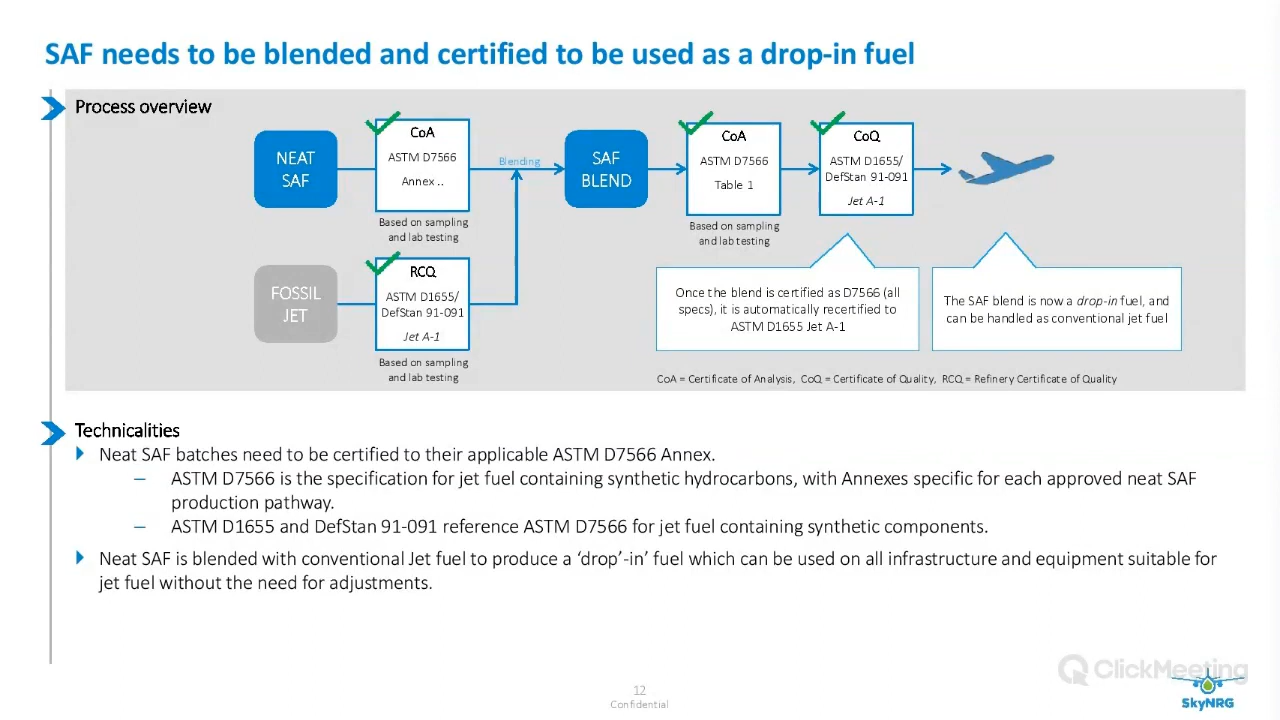 SAF needs to be blended and certified to be used as a drop-in fuel
Process overview
NEAT
SAF
CoA
ASTM D7566
Annex ..
Based on sampling
and lab testing
Blending
SAF
BLEND
CoA
ASTM D7566
Table 1
Based on sampling
and lab testing
CoQ
ASTM D1655/
DefStan 91-091
Jet A-1
FOSSIL
JET
RCQ
ASTM D1655/
DefStan 91-091
Jet A-1
Based on sampling
and lab testing
Once the blend is certified as D7566 (all
specs), it is automatically recertified to
ASTM D1655 Jet A-1
The SAF blend is now a drop-in fuel, and
can be handled as conventional jet fuel
CoA = Certificate of Analysis, CoQ = Certificate of Quality, RCQ = Refinery Certificate of Quality
Technicalities
Neat SAF batches need to be certified to their applicable ASTM D7566 Annex.
– ASTM D7566 is the specification for jet fuel containing synthetic hydrocarbons, with Annexes specific for each approved neat SAF
production pathway.
– ASTM D1655 and DefStan 91-091 reference ASTM D7566 for jet fuel containing synthetic components.
Neat SAF is blended with conventional Jet fuel to produce a ‘drop’-in’ fuel which can be used on all infrastructure and equipment suitable for
jet fuel without the need for adjustments.
12
Confidential
ClickMeeting
SkyNRG